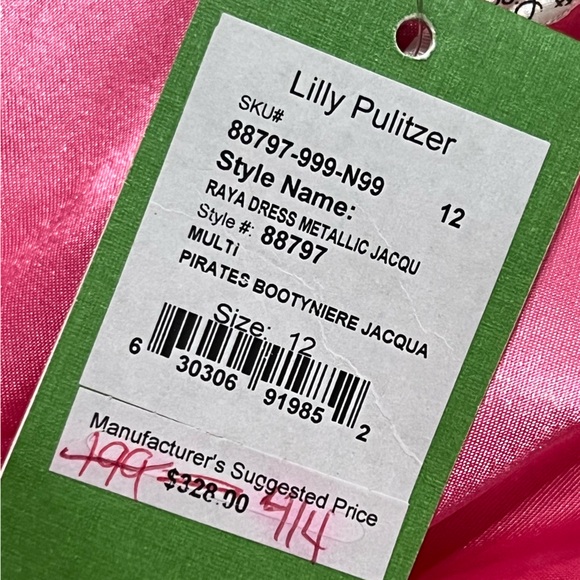 Lilly Pulitzer
SKU#
88797-999-N99 12
Style Name:
RAYA DRESS METALLIC JACQU
Style #: 88797
MULTi
PIRATES BOOTYNIERE JACQUA
Size: 12
6 30306 91985 2
Manufacturer's Suggested Price
199 $328.00